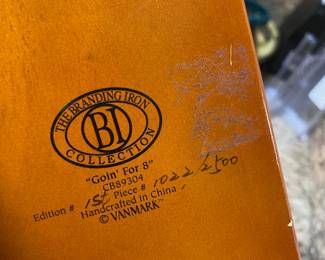 THE BRANDING IRON
BI
COLLECTION
"Goin' For 8"
CB89304
Edition # 1st Piece # 1022/2500
Handcrafted in China
© VANMARK